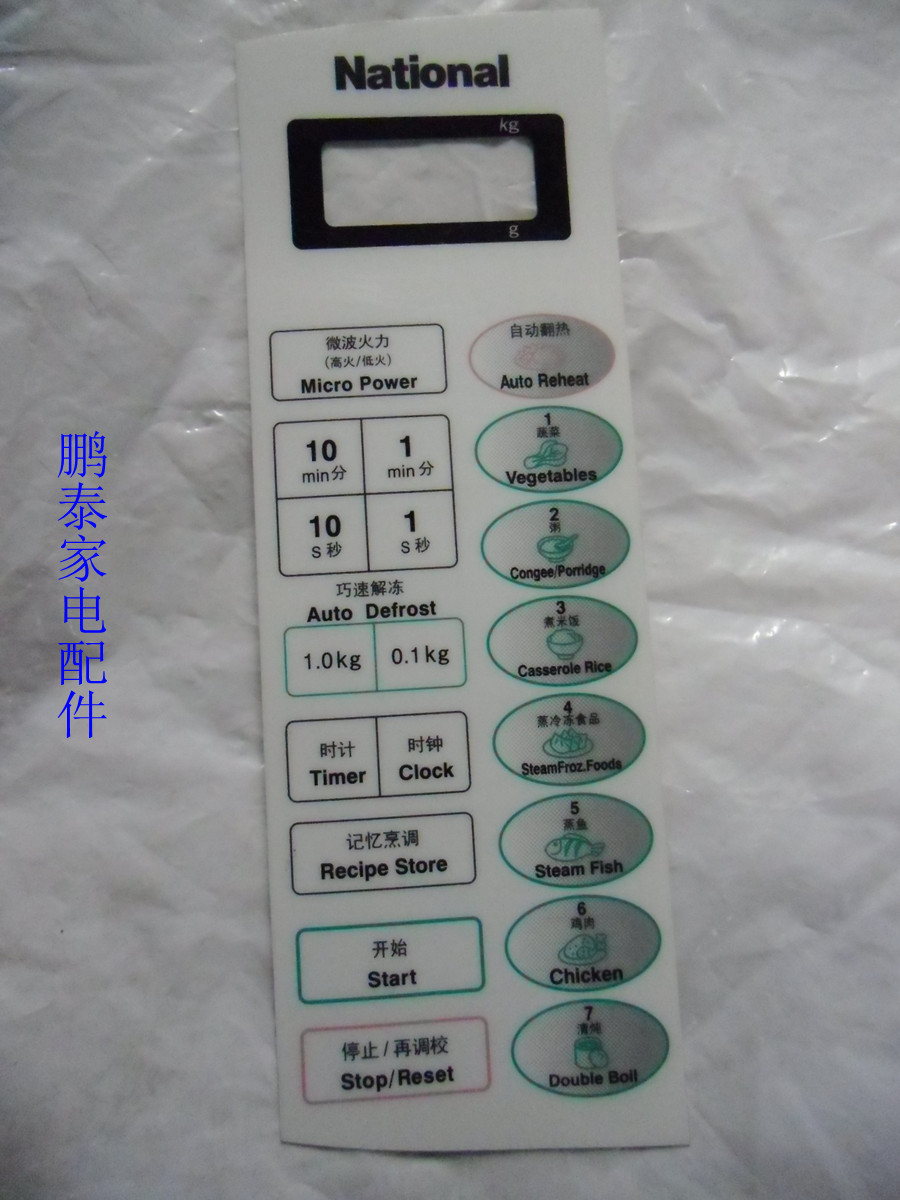 National
kg
g
微波火力
(高火/低火)
Micro Power
自动翻热
Auto Reheat
10
min分
1
min分
10
S秒
1
S秒
1
蔬菜
Vegetables
2
粥
Congee/Porridge
巧速解冻
Auto Defrost
1.0kg
0.1kg
3
煮米饭
Casserole Rice
时计
Timer
时钟
Clock
4
蒸冷冻食品
SteamFroz.Foods
记忆烹调
Recipe Store
5
蒸鱼
Steam Fish
开始
Start
6
鸡肉
Chicken
停止/再调校
Stop/Reset
7
清炖
Double Boil
鹏泰家电配件